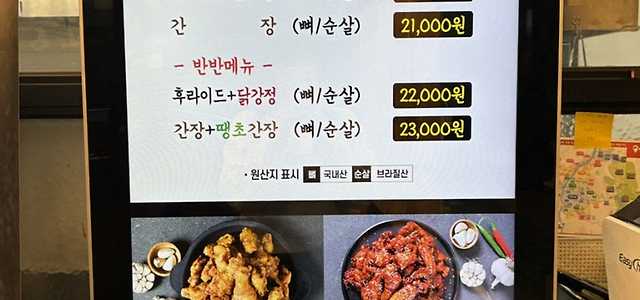 간 장 (뼈/순살) 21,000원
- 반반메뉴 -
후라이드+닭강정 (뼈/순살) 22,000원
간장+땡초간장 (뼈/순살) 23,000원
· 원산지 표시 뼈 국내산 순살 브라질산
Easy